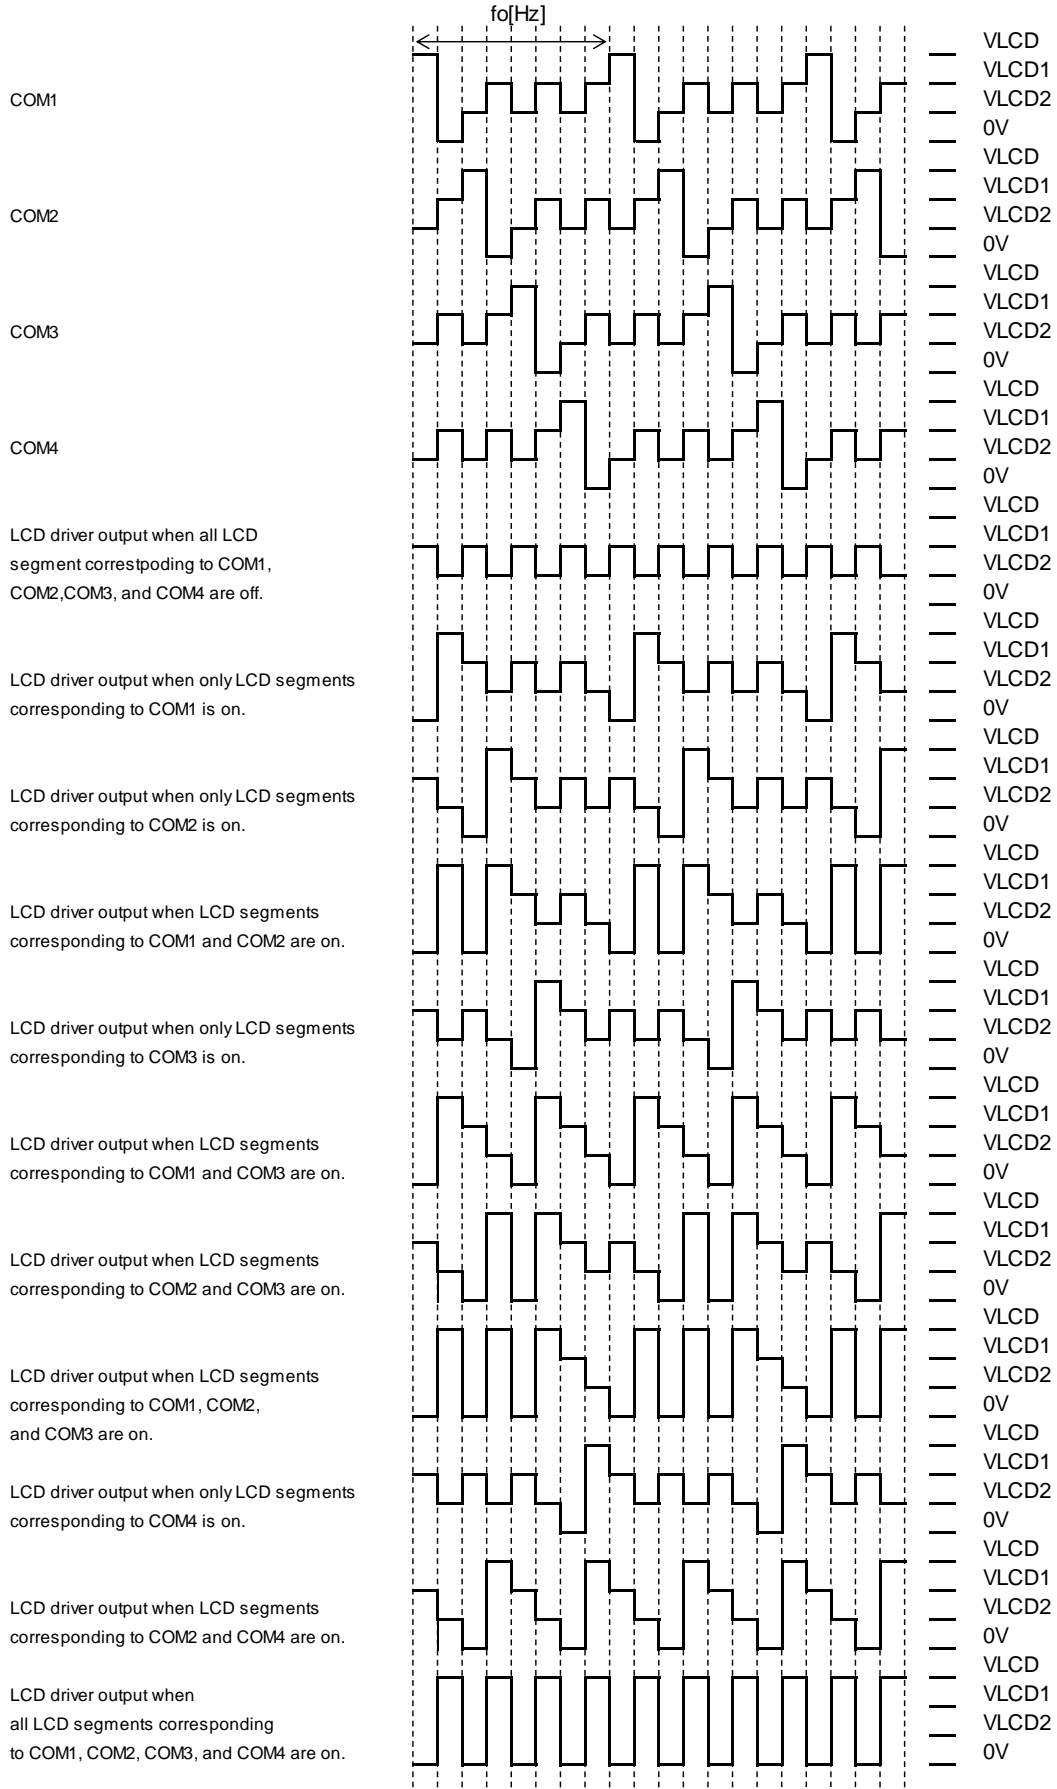 fo[Hz]
COM1
VLCD
VLCD1
VLCD2
0V
COM2
VLCD
VLCD1
VLCD2
0V
COM3
VLCD
VLCD1
VLCD2
0V
COM4
VLCD
VLCD1
VLCD2
0V
LCD driver output when all LCD
segment correstpoding to COM1,
COM2,COM3, and COM4 are off.
VLCD
VLCD1
VLCD2
0V
LCD driver output when only LCD segments
corresponding to COM1 is on.
VLCD
VLCD1
VLCD2
0V
LCD driver output when only LCD segments
corresponding to COM2 is on.
VLCD
VLCD1
VLCD2
0V
LCD driver output when LCD segments
corresponding to COM1 and COM2 are on.
VLCD
VLCD1
VLCD2
0V
LCD driver output when only LCD segments
corresponding to COM3 is on.
VLCD
VLCD1
VLCD2
0V
LCD driver output when LCD segments
corresponding to COM1 and COM3 are on.
VLCD
VLCD1
VLCD2
0V
LCD driver output when LCD segments
corresponding to COM2 and COM3 are on.
VLCD
VLCD1
VLCD2
0V
LCD driver output when LCD segments
corresponding to COM1, COM2,
and COM3 are on.
VLCD
VLCD1
VLCD2
0V
LCD driver output when only LCD segments
corresponding to COM4 is on.
VLCD
VLCD1
VLCD2
0V
LCD driver output when LCD segments
corresponding to COM2 and COM4 are on.
VLCD
VLCD1
VLCD2
0V
LCD driver output when
all LCD segments corresponding
to COM1, COM2, COM3, and COM4 are on.
VLCD
VLCD1
VLCD2
0V